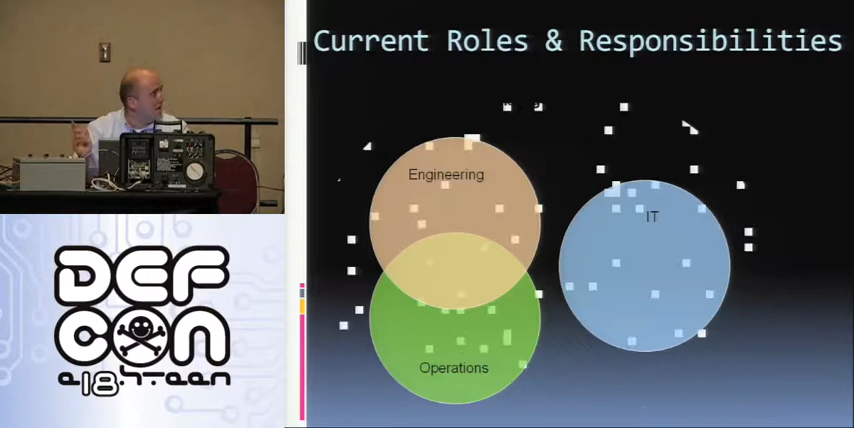 Current Roles & Responsibilities
Engineering
IT
Operations
DEF
CON
eighteen